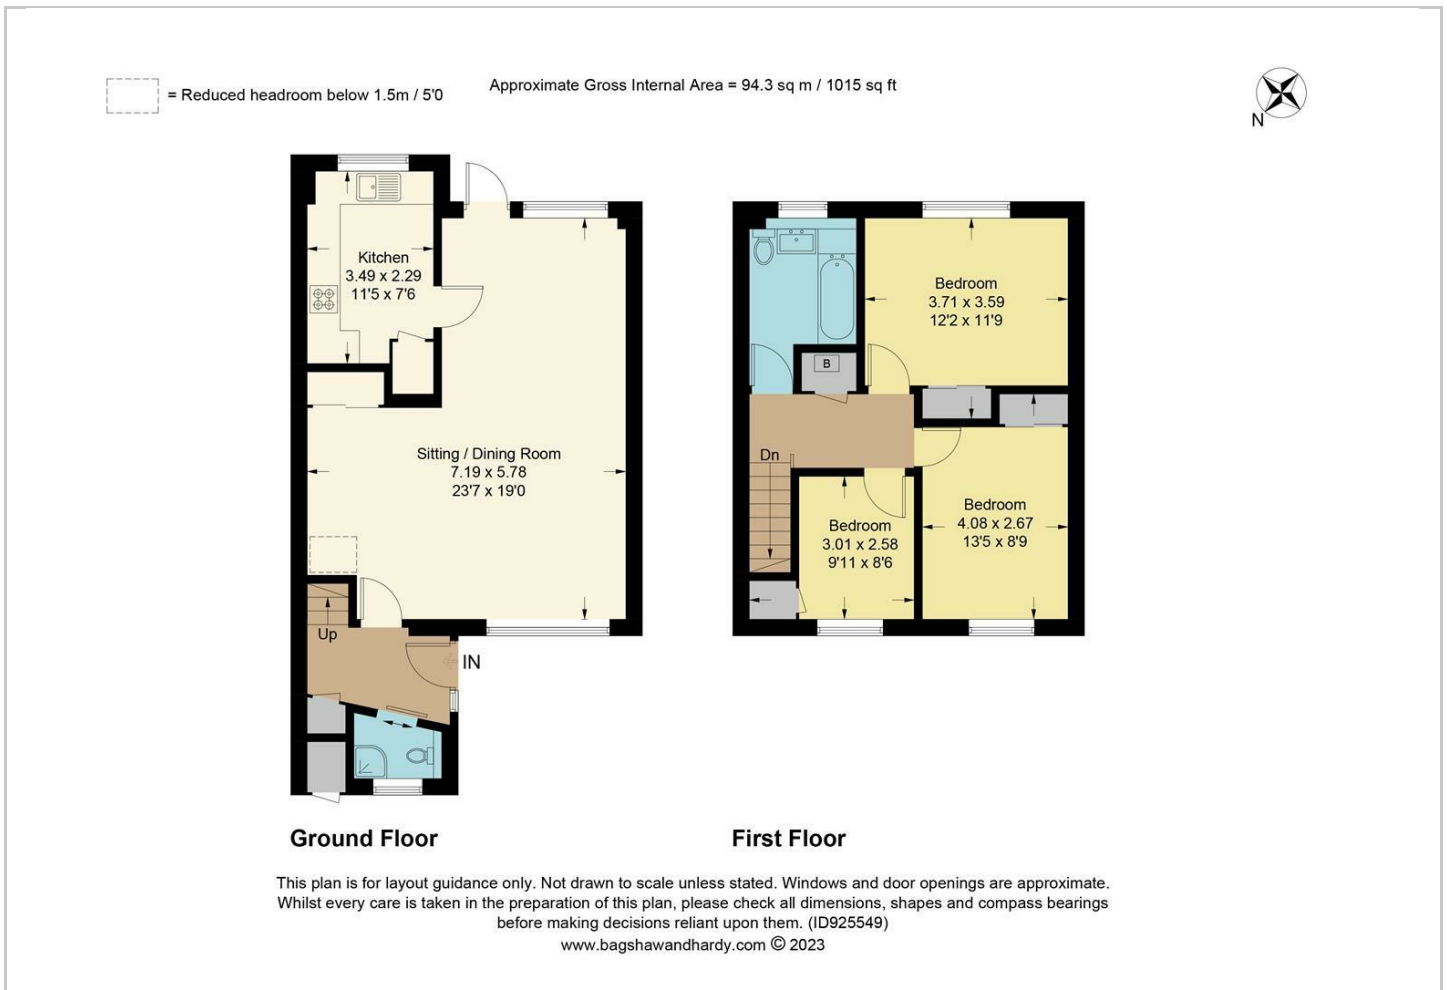 = Reduced headroom below 1.5m / 5'0
Approximate Gross Internal Area = 94.3 sq m / 1015 sq ft
N
Kitchen
3.49 x 2.29
11'5 x 7'6
Sitting / Dining Room
7.19 x 5.78
23'7 x 19'0
Up
IN
B
Bedroom
3.71 x 3.59
12'2 x 11'9
Dn
Bedroom
3.01 x 2.58
9'11 x 8'6
Bedroom
4.08 x 2.67
13'5 x 8'9
Ground Floor
First Floor
This plan is for layout guidance only. Not drawn to scale unless stated. Windows and door openings are approximate.
Whilst every care is taken in the preparation of this plan, please check all dimensions, shapes and compass bearings
before making decisions reliant upon them. (ID925549)
www.bagshawandhardy.com © 2023